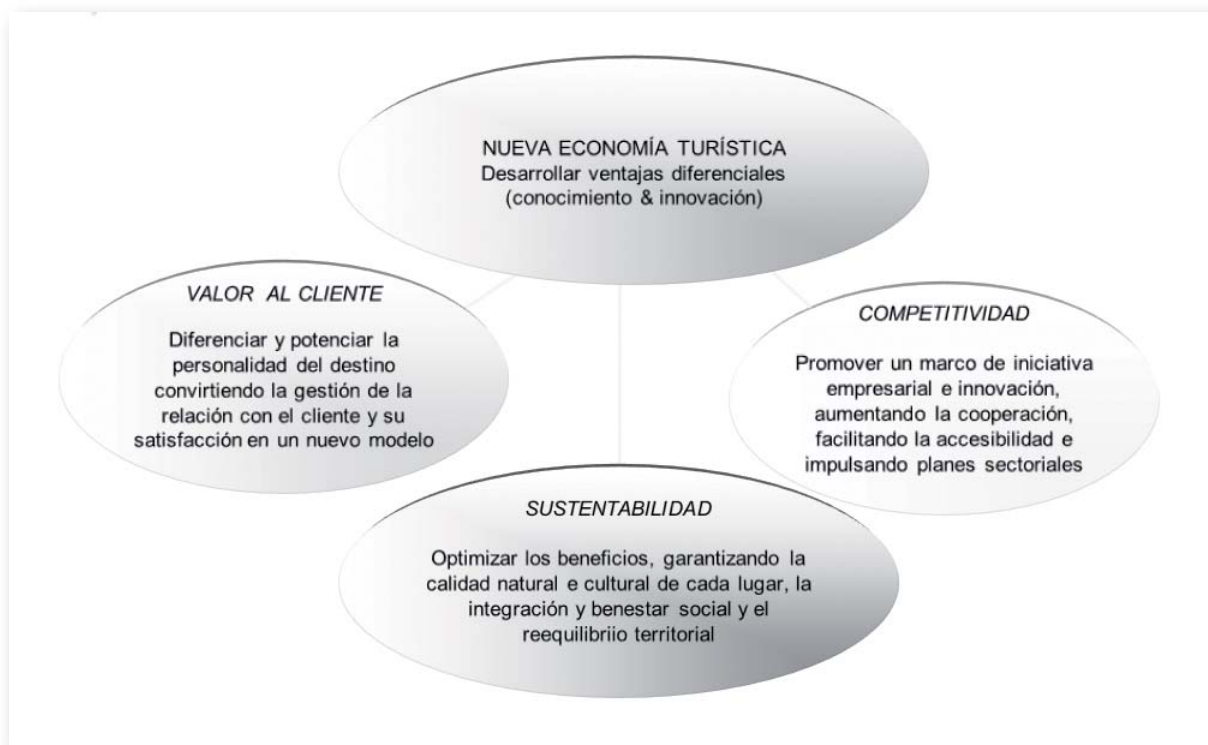 NUEVA ECONOMÍA TURÍSTICA
Desarrollar ventajas diferenciales
(conocimiento & innovación)
VALOR AL CLIENTE
Diferenciar y potenciar la
personalidad del destino
convirtiendo la gestión de la
relación con el cliente y su
satisfacción en un nuevo modelo
COMPETITIVIDAD
Promover un marco de iniciativa
empresarial e innovación,
aumentando la cooperación,
facilitando la accesibilidad e
impulsando planes sectoriales
SUSTENTABILIDAD
Optimizar los beneficios, garantizando la
calidad natural e cultural de cada lugar, la
integración y benestar social y el
reequilibriio territorial